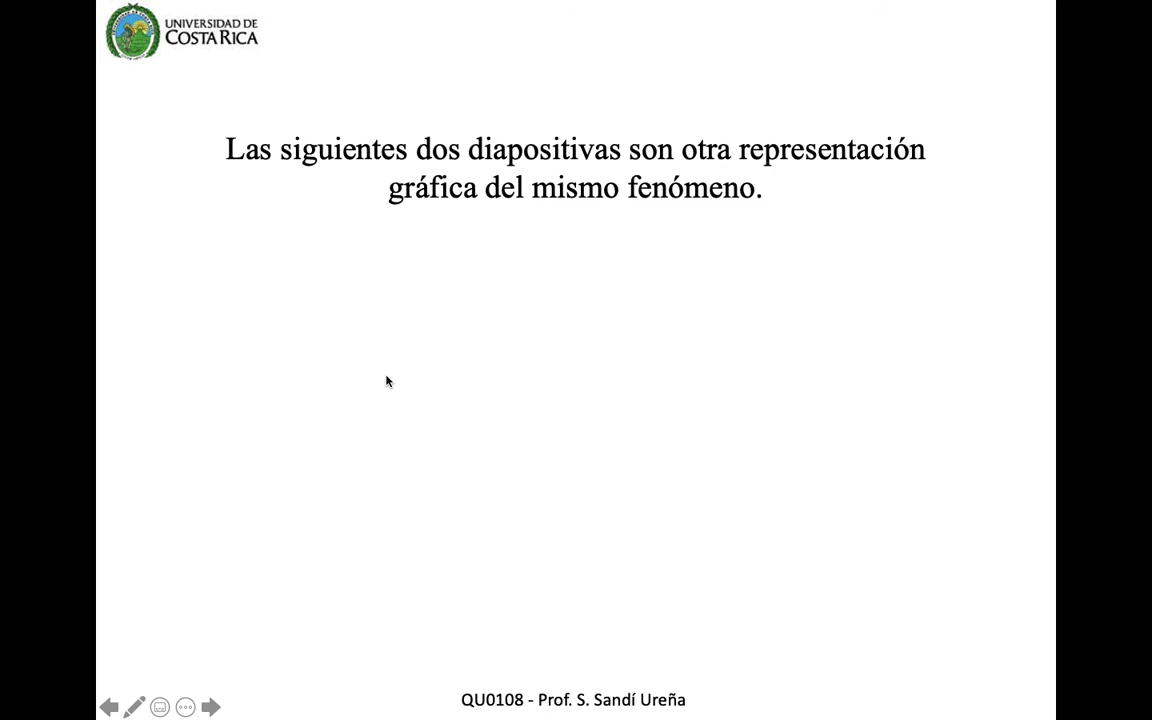 UNIVERSIDAD DE
COSTA RICA
Las siguientes dos diapositivas son otra representación
gráfica del mismo fenómeno.
QU0108 - Prof. S. Sandí Ureña